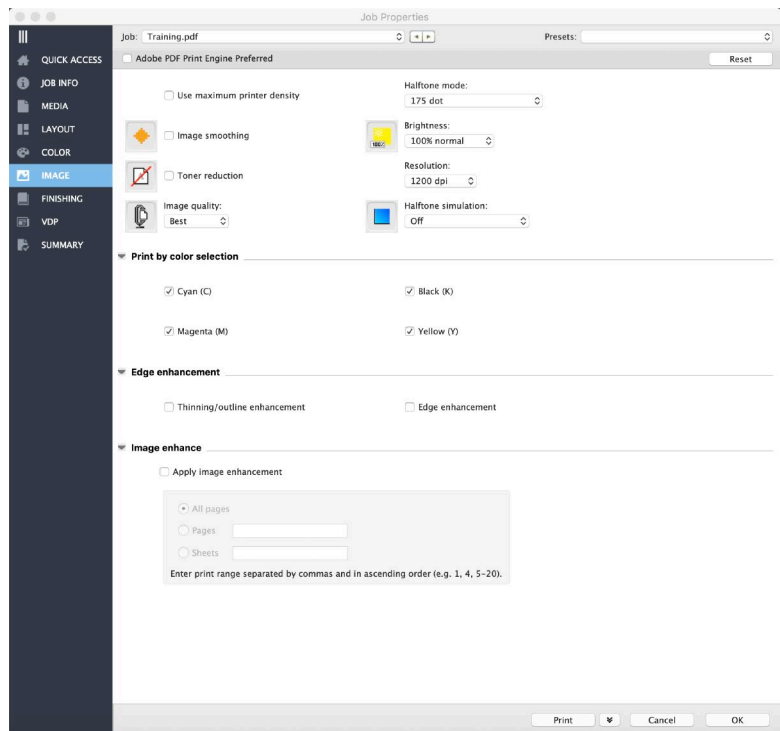 Job Properties
Job: Training.pdf Presets:
Adobe PDF Print Engine Preferred Reset
QUICK ACCESS
JOB INFO
MEDIA
LAYOUT
COLOR
IMAGE
FINISHING
VDP
SUMMARY
Use maximum printer density
Halftone mode:
175 dot
Image smoothing
100%
Brightness:
100% normal
Toner reduction
Resolution:
1200 dpi
Image quality:
Best
Halftone simulation:
Off
Print by color selection
Cyan (C) Black (K)
Magenta (M) Yellow (Y)
Edge enhancement
Thinning/outline enhancement Edge enhancement
Image enhance
Apply image enhancement
All pages
Pages
Sheets
Enter print range separated by commas and in ascending order (e.g. 1, 4, 5-20).
Print Cancel OK